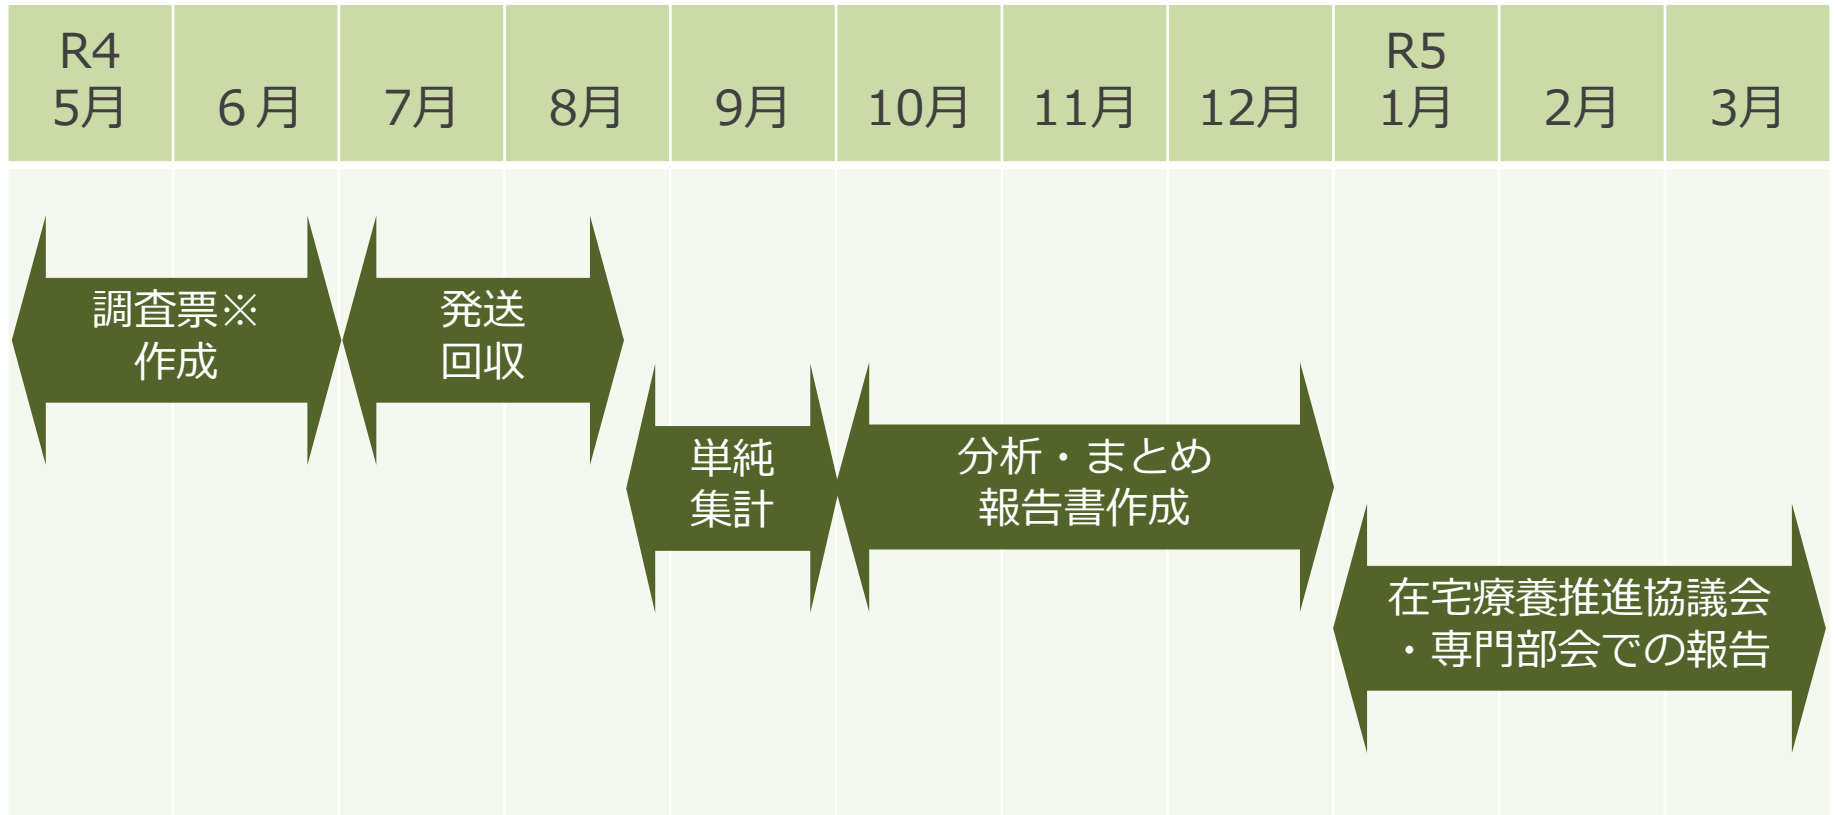 R4
5月
6月
7月
8月
9月
10月
11月
12月
R5
1月
2月
3月
調査票※
作成
発送
回収
単純
集計
分析・まとめ
報告書作成
在宅療養推進協議会
・専門部会での報告